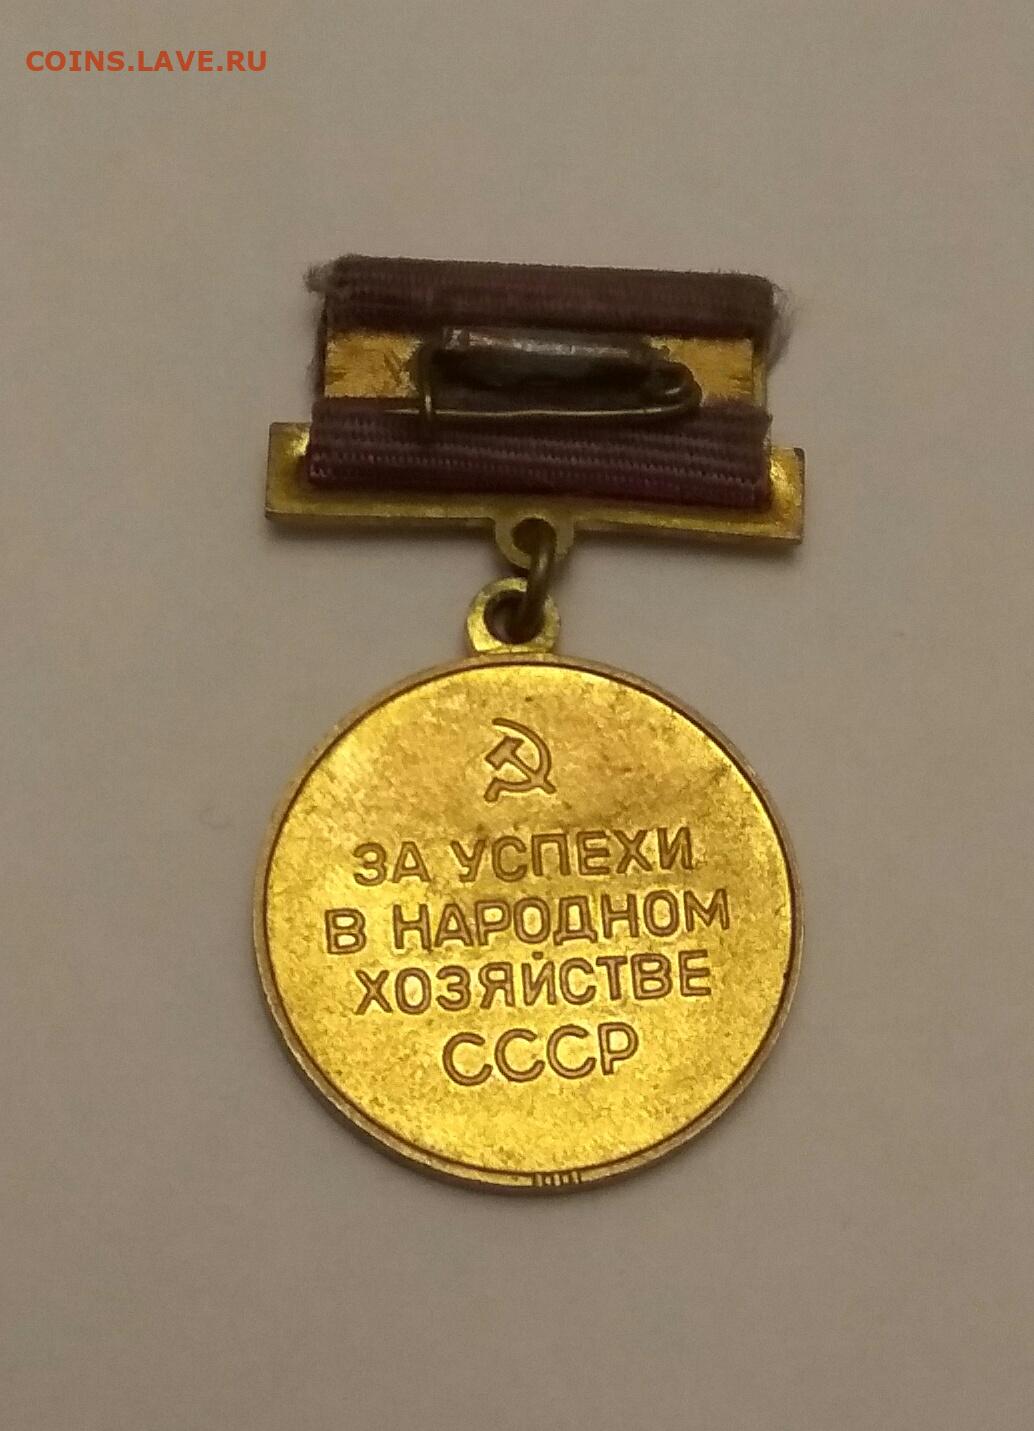 COINS.LAVE.RU
ЗА УСПЕХИ
В НАРОДНОМ
ХОЗЯЙСТВЕ
СССР